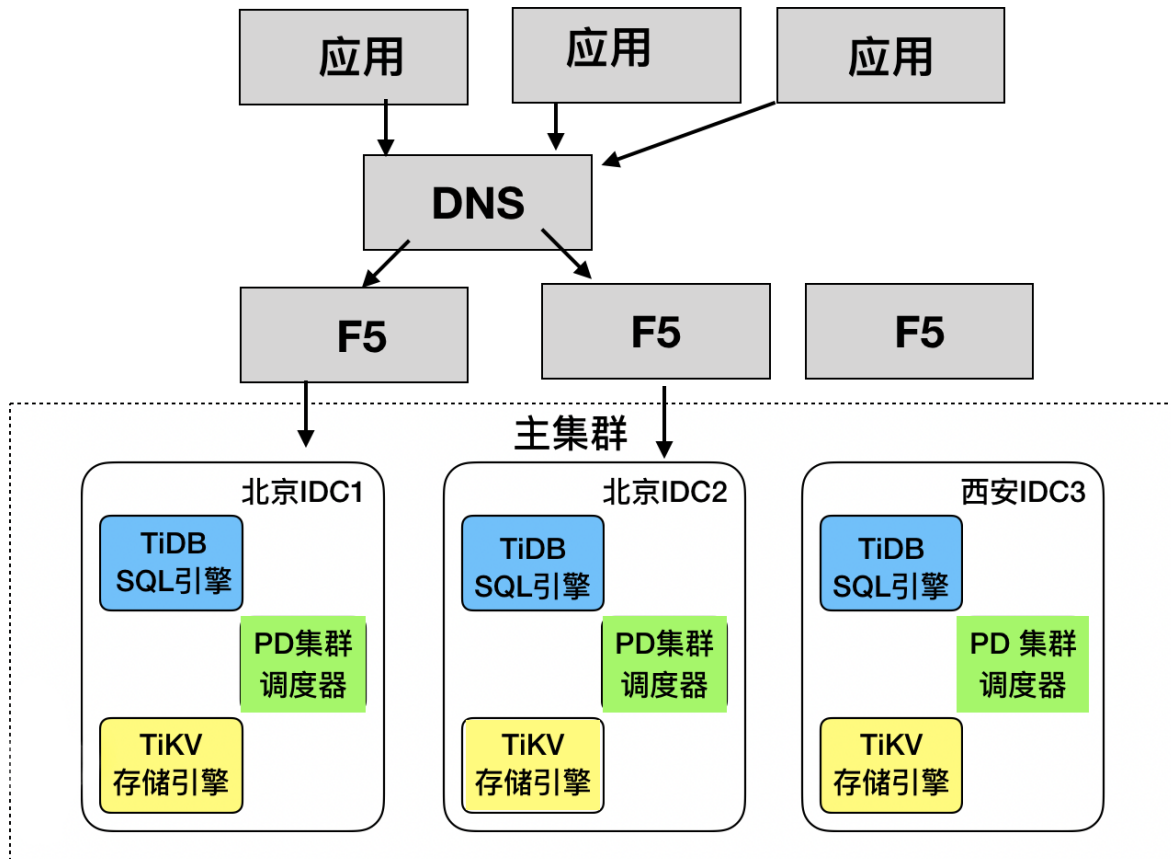 应用
应用
应用
DNS
F5
F5
F5
主集群
北京IDC1
北京IDC2
西安IDC3
TiDB
SQL引擎
TiDB
SQL引擎
TiDB
SQL引擎
PD集群
调度器
PD集群
调度器
PD 集群
调度器
TiKV
存储引擎
TiKV
存储引擎
TiKV
存储引擎